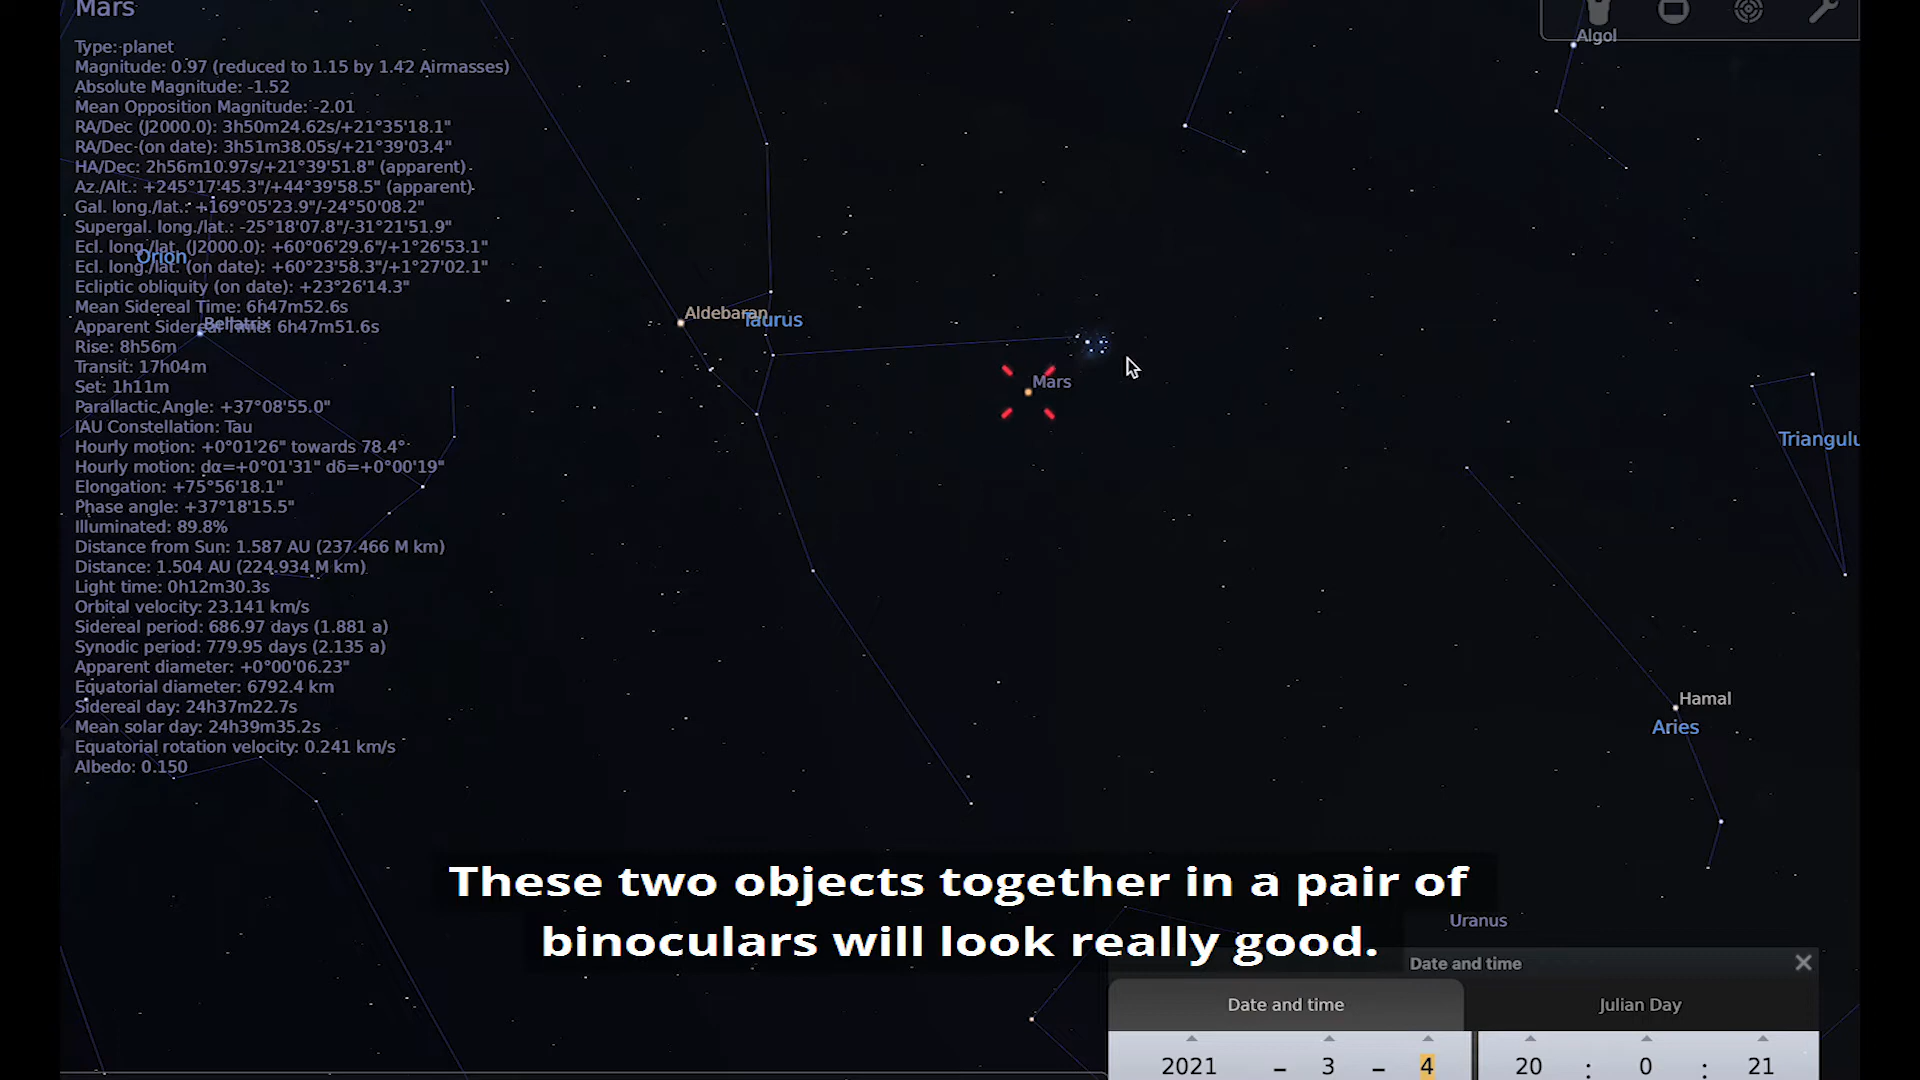 Mars
Type: planet
Magnitude: 0.97 (reduced to 1.15 by 1.42 Airmasses)
Absolute Magnitude: -1.52
Mean Opposition Magnitude: -2.01
RA/Dec (J2000.0): 3h50m24.62s/+21°35'18.1"
RA/Dec (on date): 3h51m38.05s/+21°39'03.4"
HA/Dec: 2h56m10.97s/+21°39'51.8" (apparent)
Az./Alt.: +245°17'45.3"/+44°39'58.5" (apparent)
Gal. long./lat.: +169°05'23.9"/-24°50'08.2"
Supergal. long./lat.: -25°18'07.8"/-31°21'51.9"
Ecl. long./lat. (J2000.0): +60°06'29.6"/+1°26'53.1"
Ecl. long./lat. (on date): +60°23'58.3"/+1°27'02.1"
Ecliptic obliquity (on date): +23°26'14.3"
Mean Sidereal Time: 6h47m52.6s
Apparent Sidereal Time: 6h47m51.6s
Rise: 8h56m
Transit: 17h04m
Set: 1h11m
Parallactic Angle: +37°08'55.0"
IAU Constellation: Tau
Hourly motion: +0°01'26" towards 78.4°
Hourly motion: dα=+0°01'31" dδ=+0°00'19"
Elongation: +75°56'18.1"
Phase angle: +37°18'15.5"
Illuminated: 89.8%
Distance from Sun: 1.587 AU (237.466 M km)
Distance: 1.504 AU (224.934 M km)
Light time: 0h12m30.3s
Orbital velocity: 23.141 km/s
Sidereal period: 686.97 days (1.881 a)
Synodic period: 779.95 days (2.135 a)
Apparent diameter: +0°00'06.23"
Equatorial diameter: 6792.4 km
Sidereal day: 24h37m22.7s
Mean solar day: 24h39m35.2s
Equatorial rotation velocity: 0.241 km/s
Albedo: 0.150
Orion
Bellatrix
Aldebaran
Taurus
Mars
Algol
Triangulu
Hamal
Aries
Uranus
These two objects together in a pair of
binoculars will look really good.
Date and time
Date and time
Julian Day
2021 – 3 – 4
20 : 0 : 21